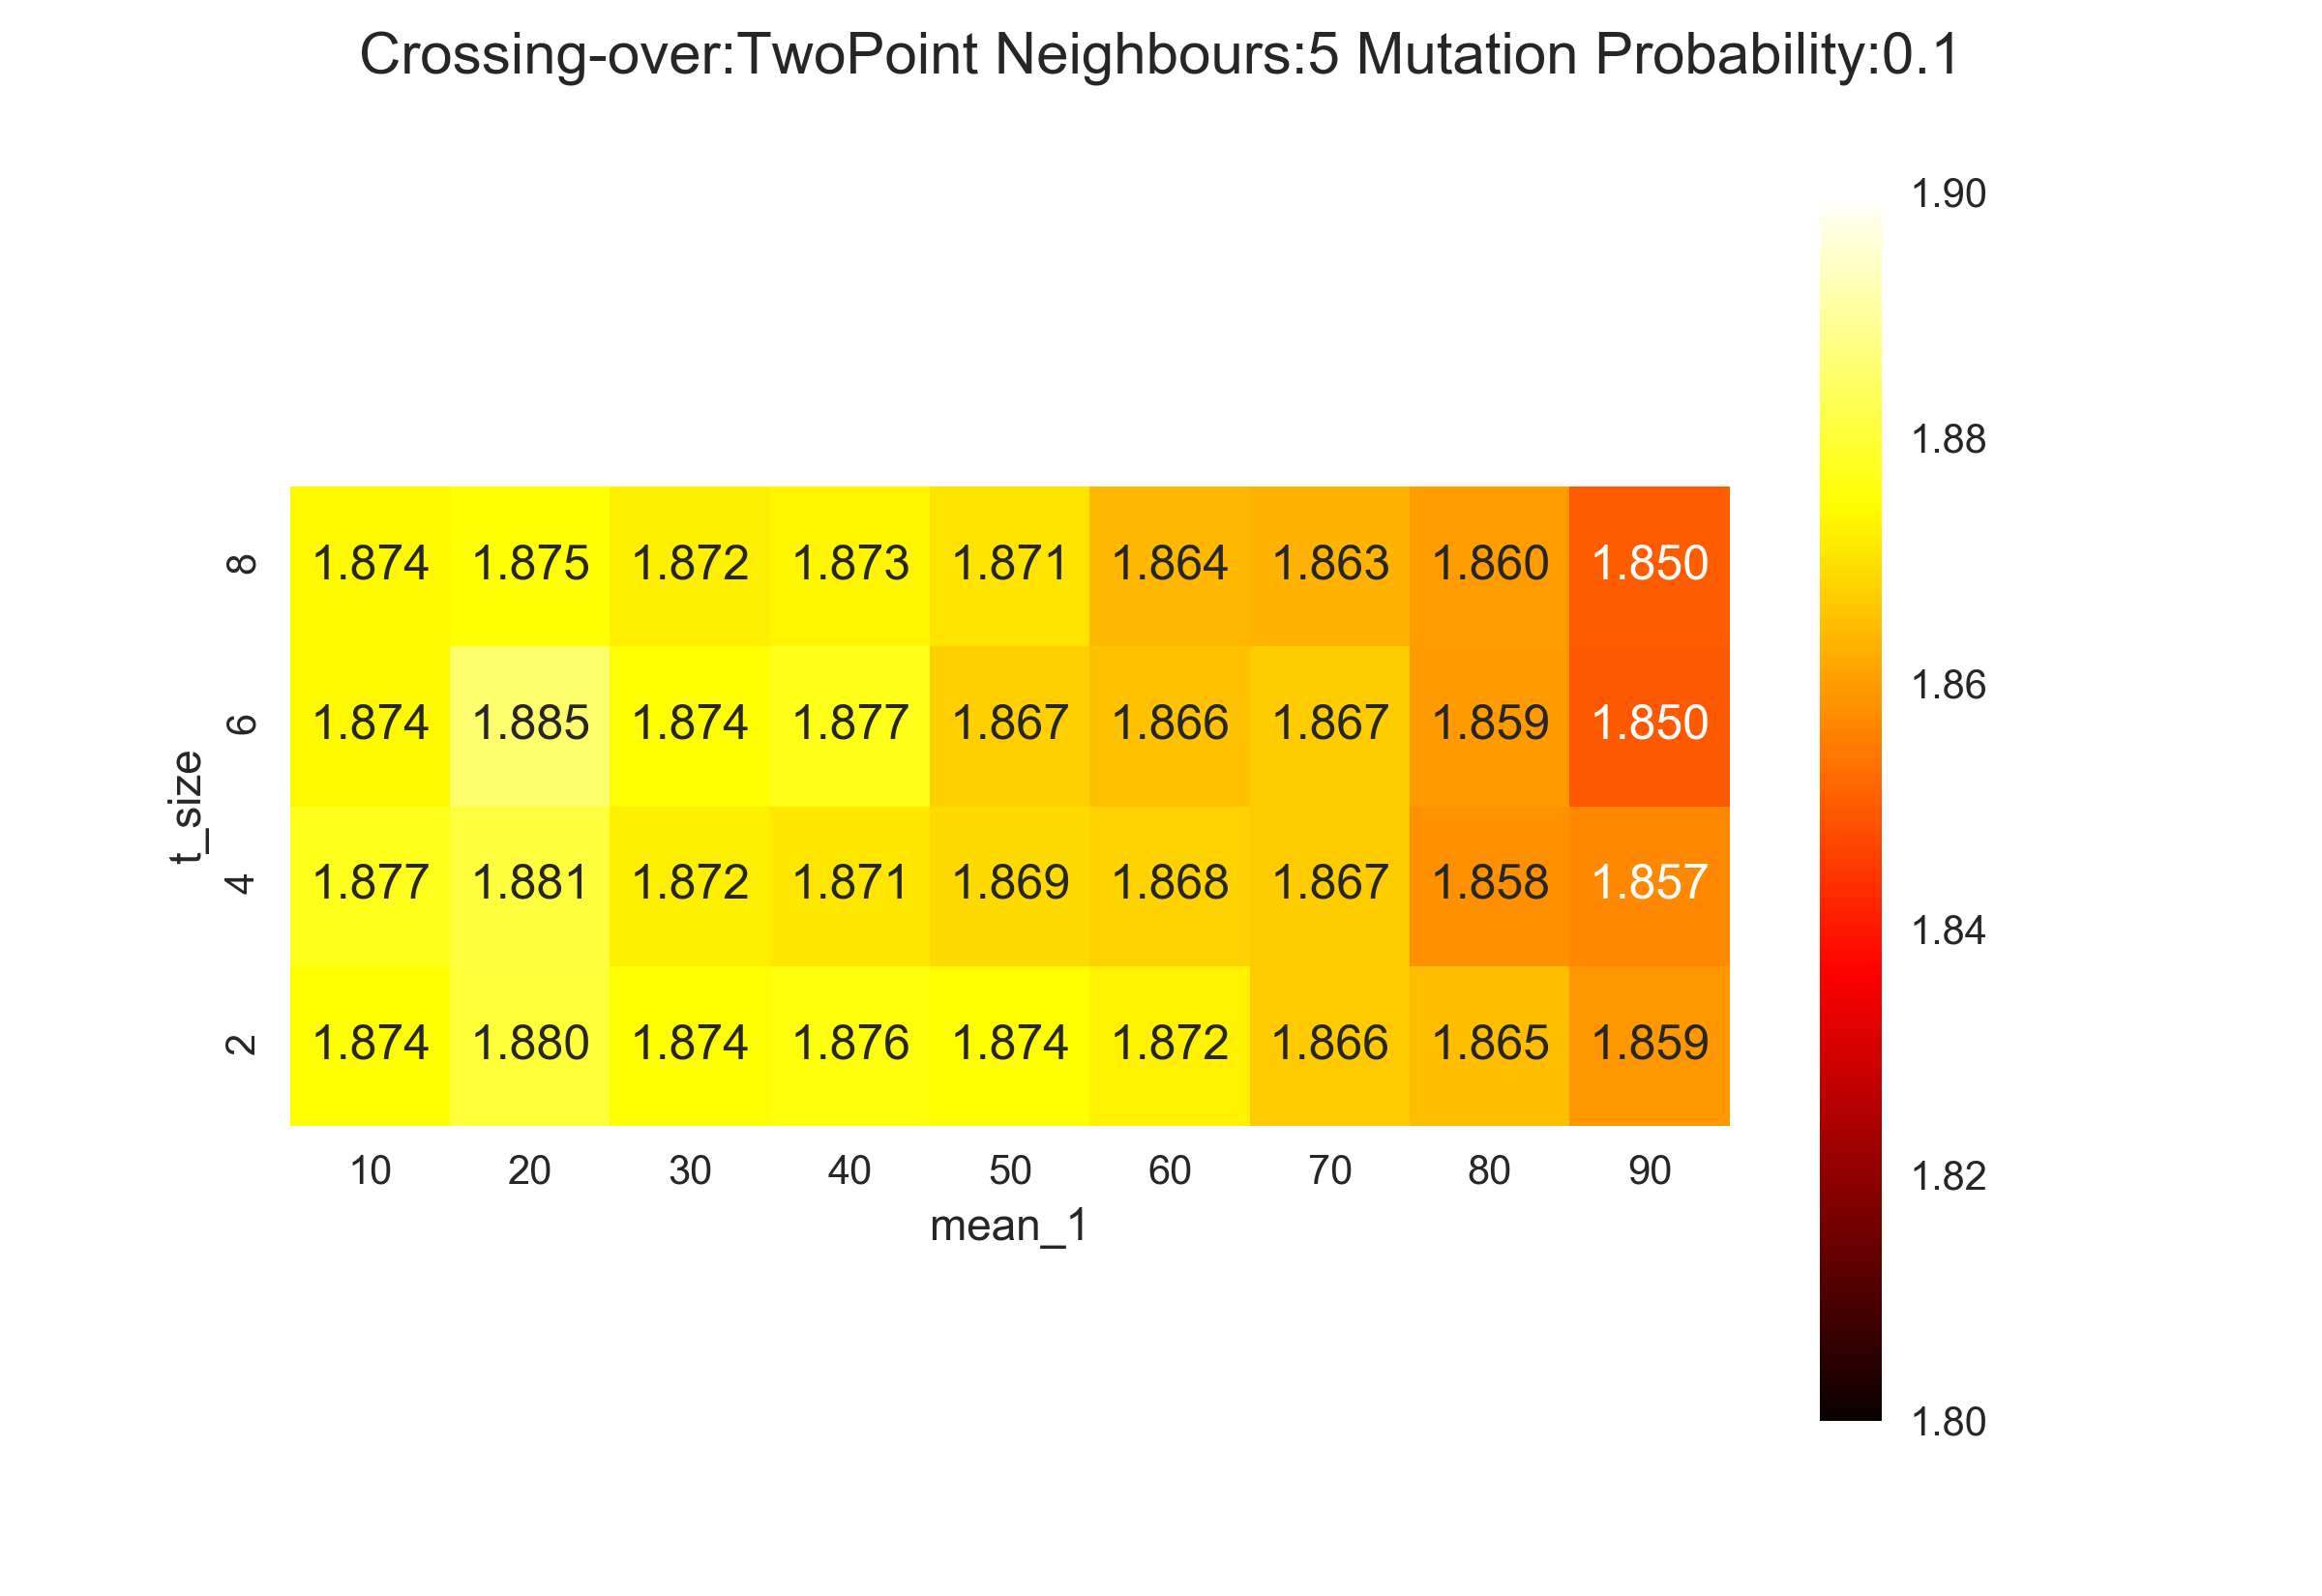 Crossing-over:TwoPoint Neighbours:5 Mutation Probability:0.1
t_size
8 1.874 1.875 1.872 1.873 1.871 1.864 1.863 1.860 1.850
6 1.874 1.885 1.874 1.877 1.867 1.866 1.867 1.859 1.850
4 1.877 1.881 1.872 1.871 1.869 1.868 1.867 1.858 1.857
2 1.874 1.880 1.874 1.876 1.874 1.872 1.866 1.865 1.859
10 20 30 40 50 60 70 80 90
mean_1
1.90
1.88
1.86
1.84
1.82
1.80